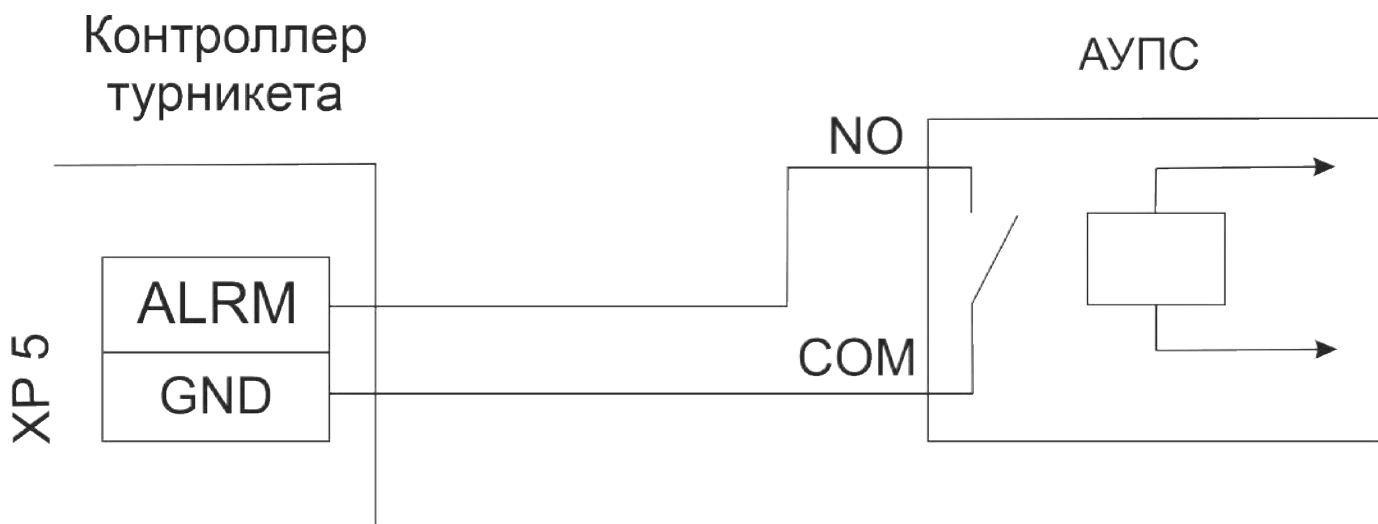 Контроллер
турникета
АУПС
NO
ALRM
COM
GND
XP 5